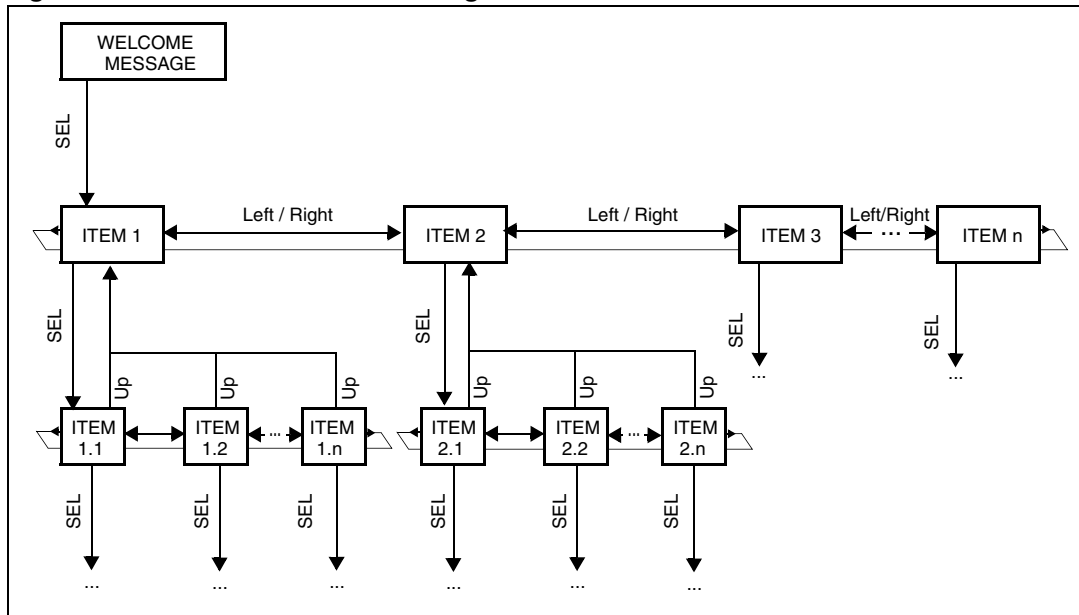 WELCOME
MESSAGE
SEL
Left / Right
Left / Right
Left/Right
ITEM 1
ITEM 2
ITEM 3
...
ITEM n
SEL
SEL
SEL
SEL
...
...
Up
Up
Up
Up
Up
Up
ITEM
1.1
ITEM
1.2
...
ITEM
1.n
ITEM
2.1
ITEM
2.2
...
ITEM
2.n
SEL
SEL
SEL
SEL
SEL
SEL
...
...
...
...
...
...